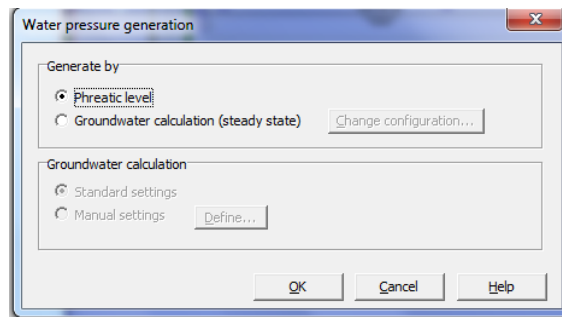 Water pressure generation
Generate by
Phreatic level
Groundwater calculation (steady state)
Change configuration...
Groundwater calculation
Standard settings
Manual settings
Define...
OK
Cancel
Help